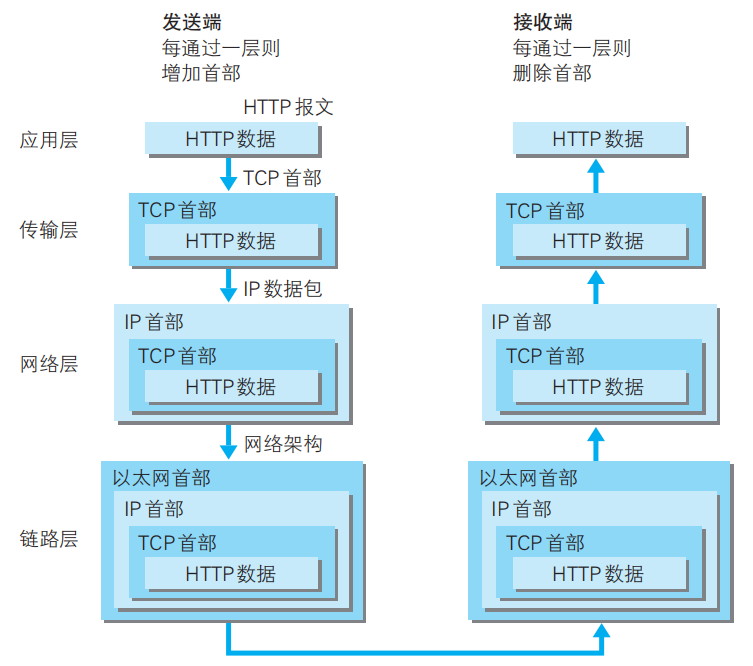 发送端
每通过一层则
增加首部
接收端
每通过一层则
删除首部
HTTP 报文
应用层
HTTP 数据
HTTP 数据
TCP 首部
传输层
TCP 首部
HTTP 数据
TCP 首部
HTTP 数据
IP 数据包
网络层
IP 首部
TCP 首部
HTTP 数据
IP 首部
TCP 首部
HTTP 数据
网络架构
链路层
以太网首部
IP 首部
TCP 首部
HTTP 数据
以太网首部
IP 首部
TCP 首部
HTTP 数据